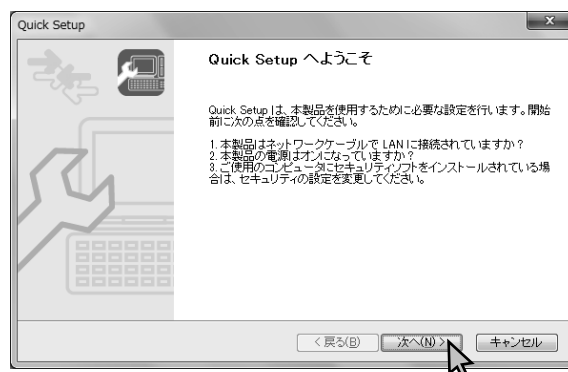 Quick Setup
Quick Setup へようこそ
Quick Setup は、本製品を使用するために必要な設定を行います。開始
前に次の点を確認してください。
1. 本製品はネットワークケーブルで LAN に接続されていますか？
2. 本製品の電源はオンになっていますか？
3. ご使用のコンピュータにセキュリティソフトをインストールされている場
合は、セキュリティの設定を変更してください。
< 戻る(B)
次へ(N) >
キャンセル